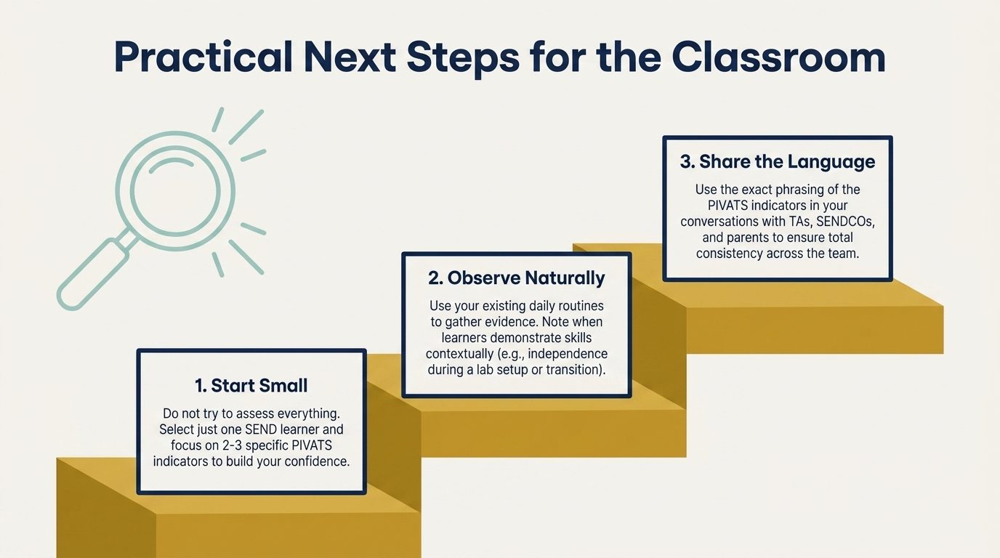 Practical Next Steps for the Classroom
1. Start Small
Do not try to assess everything.
Select just one SEND learner and
focus on 2-3 specific PIVATS
indicators to build your confidence.
2. Observe Naturally
Use your existing daily routines
to gather evidence. Note when
learners demonstrate skills
contextually (e.g., independence
during a lab setup or transition).
3. Share the Language
Use the exact phrasing of the
PIVATS indicators in your
conversations with TAs, SENDCOs,
and parents to ensure total
consistency across the team.